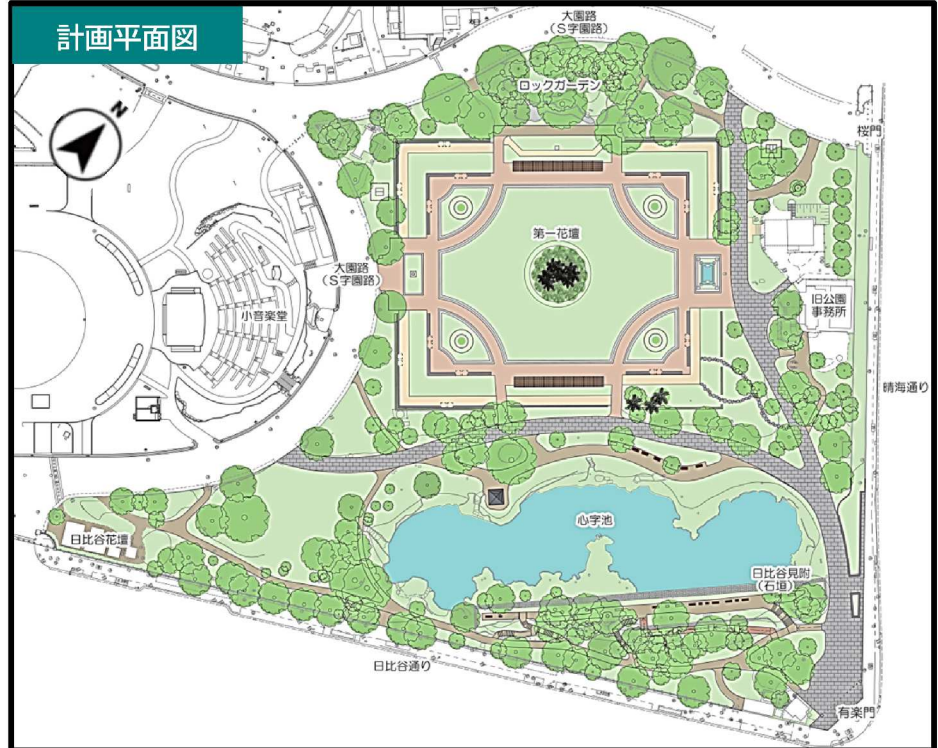 計画平面図
大園路
(S字園路)
ロックガーデン
N
桜門
第一花壇
大園路
(S字園路)
小音楽堂
旧公園
事務所
晴海通り
心字池
日比谷花壇
日比谷見附
(石垣)
日比谷通り
有楽門